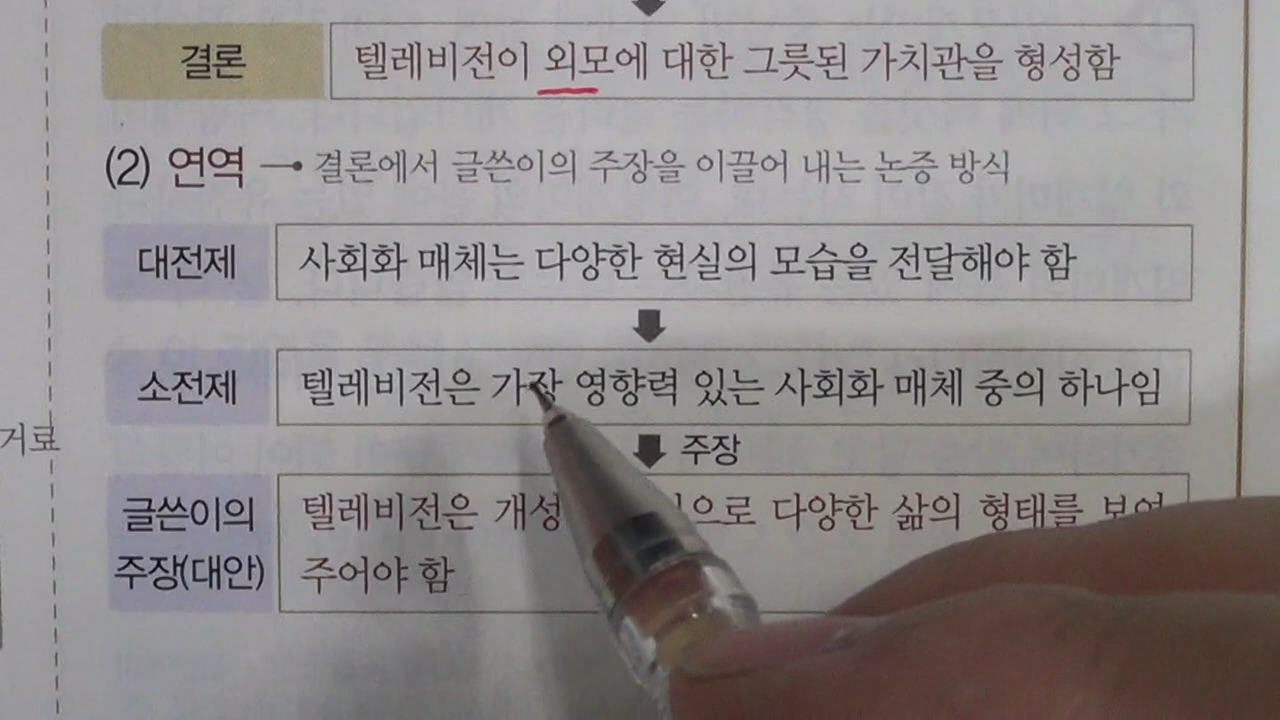 결론
텔레비전이 외모에 대한 그릇된 가치관을 형성함
(2) 연역 → 결론에서 글쓴이의 주장을 이끌어 내는 논증 방식
대전제
사회화 매체는 다양한 현실의 모습을 전달해야 함
소전제
텔레비전은 가장 영향력 있는 사회화 매체 중의 하나임
거료
주장
글쓴이의
주장(대안)
텔레비전은 개성 으로 다양한 삶의 형태를 보여
주어야 함